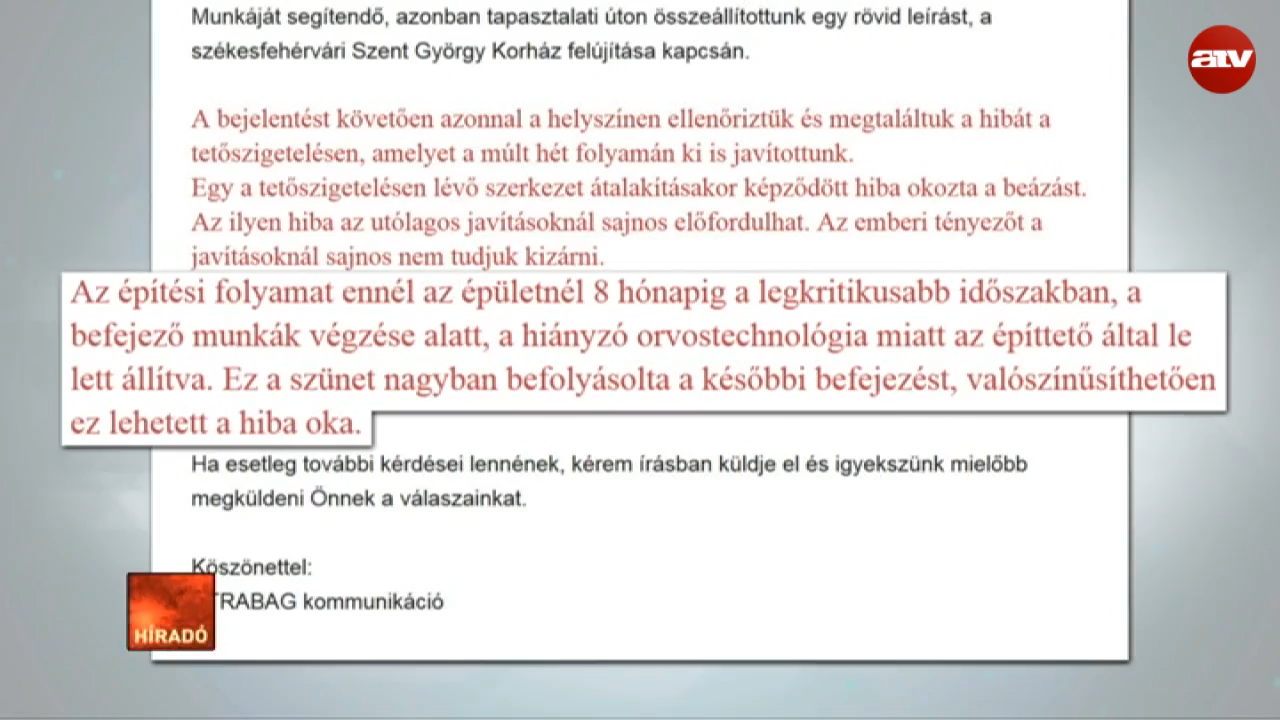 Munkáját segítendő, azonban tapasztalati úton összeállítottunk egy rövid leírást, a
székesfehérvári Szent György Korház felújítása kapcsán.
atv
A bejelentést követően azonnal a helyszínen ellenőriztük és megtaláltuk a hibát a
tetőszigetelésen, amelyet a múlt hét folyamán ki is javítottunk.
Egy a tetőszigetelésen lévő szerkezet átalakításakor képződött hiba okozta a beázást.
Az ilyen hiba az utólagos javításoknál sajnos előfordulhat. Az emberi tényezőt a
javításoknál sajnos nem tudjuk kizárni.
Az építési folyamat ennél az épületnél 8 hónapig a legkritikusabb időszakban, a
befejező munkák végzése alatt, a hiányzó orvostechnológia miatt az építtető által le
lett állítva. Ez a szünet nagyban befolyásolta a későbbi befejezést, valószínűsíthetően
ez lehetett a hiba oka.
Ha esetleg további kérdései lennének, kérem írásban küldje el és igyekszünk mielőbb
megküldeni Önnek a válaszainkat.
Köszönettel:
TRABAG kommunikáció
HÍRADÓ